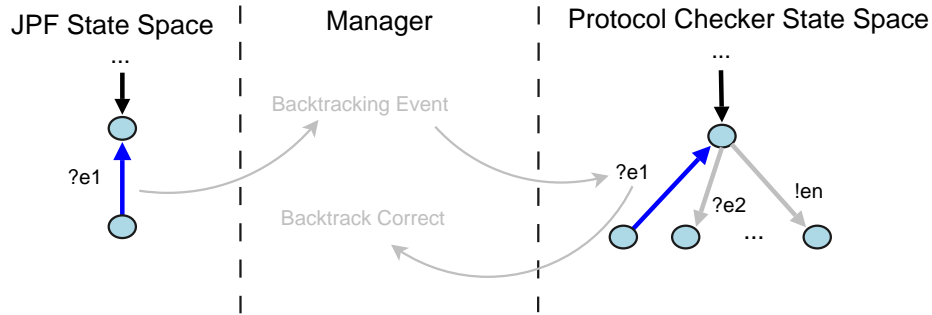 JPF State Space
Manager
Protocol Checker State Space
...
...
Backtracking Event
?e1
?e1
!en
?e2
Backtrack Correct
...